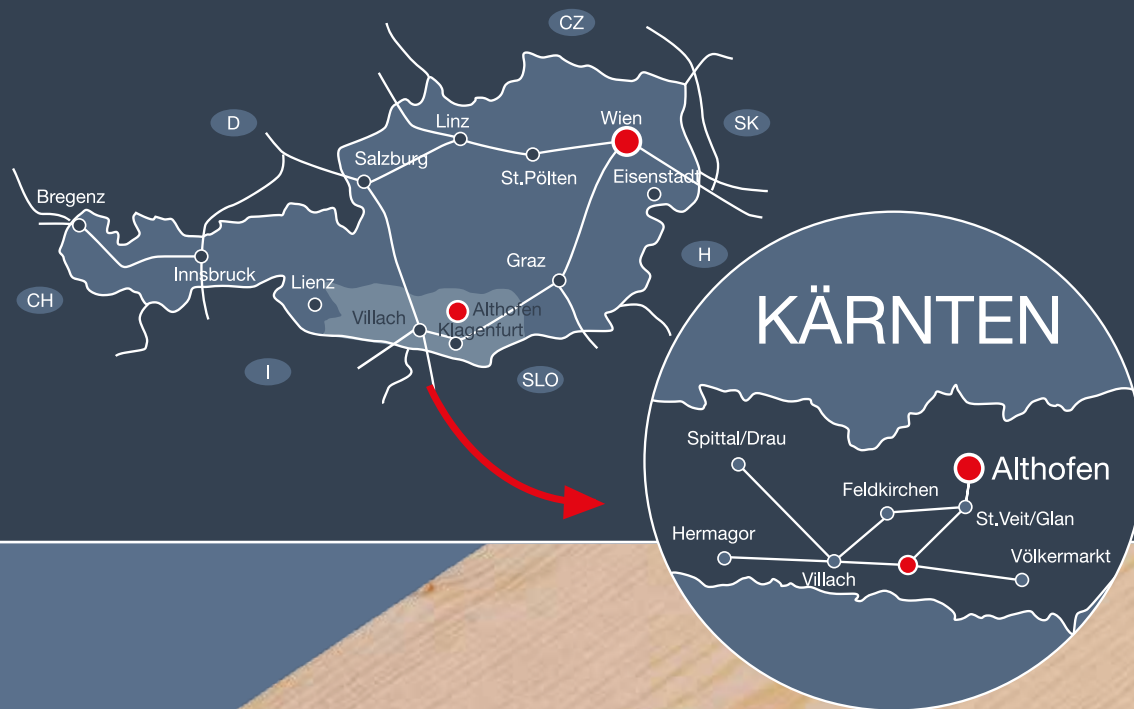 CZ
D
Linz
Wien
SK
Salzburg
St.Pölten
Eisenstadt
Bregenz
Innsbruck
Graz
H
CH
Lienz
Althofen
Villach
Klagenfurt
I
SLO
KÄRNTEN
Spittal/Drau
Althofen
Feldkirchen
St.Veit/Glan
Hermagor
Völkermarkt
Villach